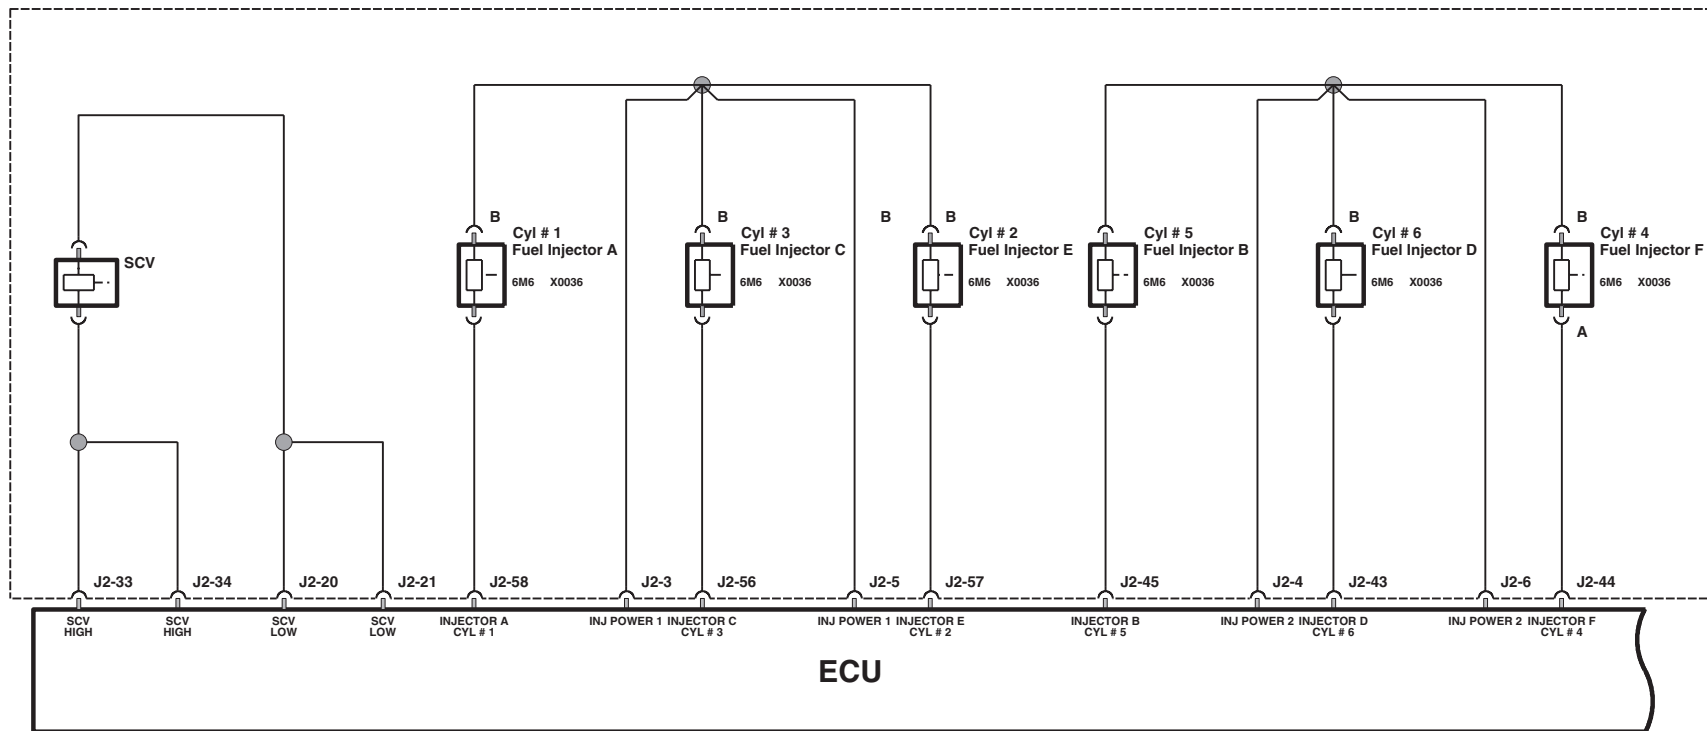 B
B
B
B
B
B
Cyl # 1
Fuel Injector A
6M6 X0036
Cyl # 3
Fuel Injector C
6M6 X0036
Cyl # 2
Fuel Injector E
6M6 X0036
Cyl # 5
Fuel Injector B
6M6 X0036
Cyl # 6
Fuel Injector D
6M6 X0036
Cyl # 4
Fuel Injector F
6M6 X0036
SCV
A
J2-33
J2-34
J2-20
J2-21
J2-58
J2-3
J2-56
J2-5
J2-57
J2-45
J2-4
J2-43
J2-6
J2-44
SCV
HIGH
SCV
HIGH
SCV
LOW
SCV
LOW
INJECTOR A
CYL # 1
INJ POWER 1
INJECTOR C
CYL # 3
INJ POWER 1
INJECTOR E
CYL # 2
INJECTOR B
CYL # 5
INJ POWER 2
INJECTOR D
CYL # 6
INJ POWER 2
INJECTOR F
CYL # 4
ECU